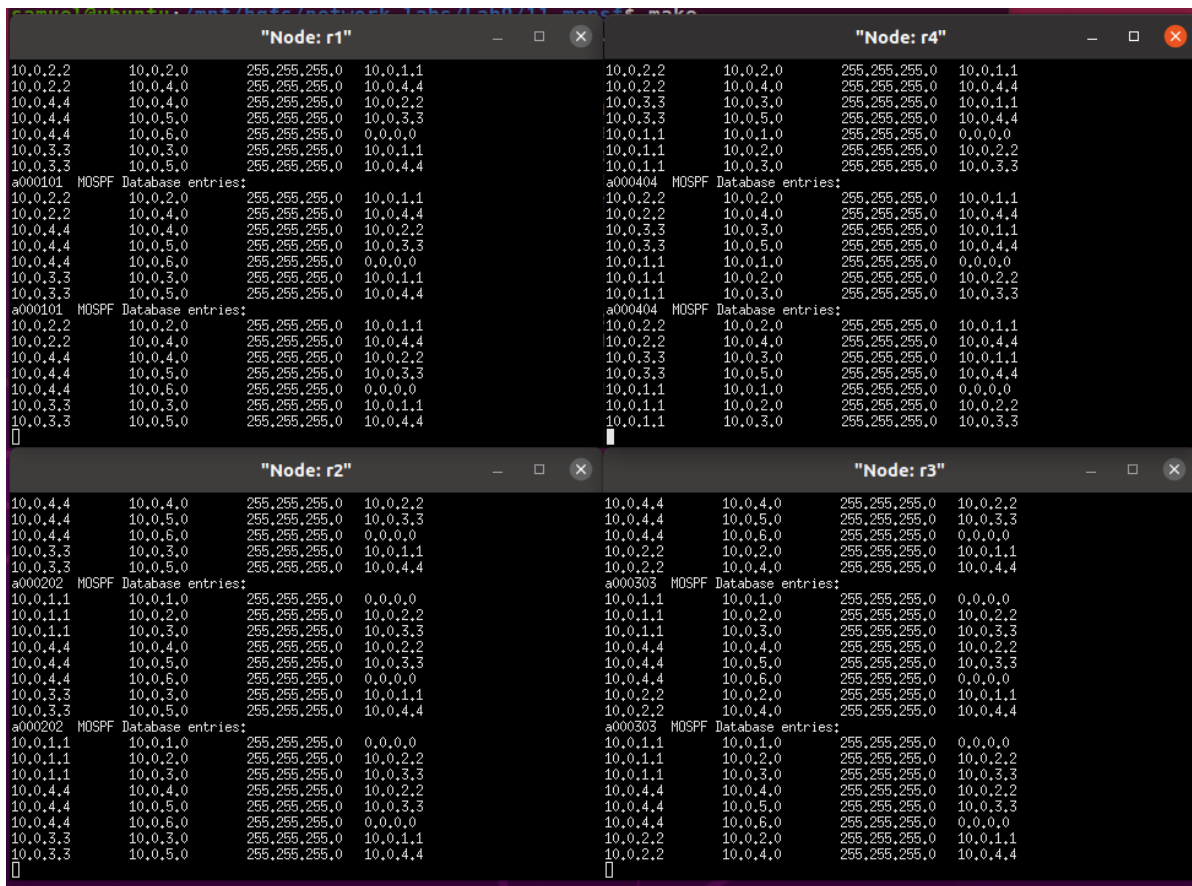 samuel@ubuntu:/mnt/hgfs/network-labs/Lab9/11-mopsf$ make
"Node: r1"
10.0.2.2 10.0.2.0 255.255.255.0 10.0.1.1
10.0.2.2 10.0.4.0 255.255.255.0 10.0.4.4
10.0.4.4 10.0.4.0 255.255.255.0 10.0.2.2
10.0.4.4 10.0.5.0 255.255.255.0 10.0.3.3
10.0.4.4 10.0.6.0 255.255.255.0 0.0.0.0
10.0.3.3 10.0.3.0 255.255.255.0 10.0.1.1
10.0.3.3 10.0.5.0 255.255.255.0 10.0.4.4
a000101 MOSPF Database entries:
10.0.2.2 10.0.2.0 255.255.255.0 10.0.1.1
10.0.2.2 10.0.4.0 255.255.255.0 10.0.4.4
10.0.4.4 10.0.4.0 255.255.255.0 10.0.2.2
10.0.4.4 10.0.5.0 255.255.255.0 10.0.3.3
10.0.4.4 10.0.6.0 255.255.255.0 0.0.0.0
10.0.3.3 10.0.3.0 255.255.255.0 10.0.1.1
10.0.3.3 10.0.5.0 255.255.255.0 10.0.4.4
a000101 MOSPF Database entries:
10.0.2.2 10.0.2.0 255.255.255.0 10.0.1.1
10.0.2.2 10.0.4.0 255.255.255.0 10.0.4.4
10.0.4.4 10.0.4.0 255.255.255.0 10.0.2.2
10.0.4.4 10.0.5.0 255.255.255.0 10.0.3.3
10.0.4.4 10.0.6.0 255.255.255.0 0.0.0.0
10.0.3.3 10.0.3.0 255.255.255.0 10.0.1.1
10.0.3.3 10.0.5.0 255.255.255.0 10.0.4.4
"Node: r4"
10.0.2.2 10.0.2.0 255.255.255.0 10.0.1.1
10.0.2.2 10.0.4.0 255.255.255.0 10.0.4.4
10.0.3.3 10.0.3.0 255.255.255.0 10.0.1.1
10.0.3.3 10.0.5.0 255.255.255.0 10.0.4.4
10.0.1.1 10.0.1.0 255.255.255.0 0.0.0.0
10.0.1.1 10.0.2.0 255.255.255.0 10.0.2.2
10.0.1.1 10.0.3.0 255.255.255.0 10.0.3.3
a000404 MOSPF Database entries:
10.0.2.2 10.0.2.0 255.255.255.0 10.0.1.1
10.0.2.2 10.0.4.0 255.255.255.0 10.0.4.4
10.0.3.3 10.0.3.0 255.255.255.0 10.0.1.1
10.0.3.3 10.0.5.0 255.255.255.0 10.0.4.4
10.0.1.1 10.0.1.0 255.255.255.0 0.0.0.0
10.0.1.1 10.0.2.0 255.255.255.0 10.0.2.2
10.0.1.1 10.0.3.0 255.255.255.0 10.0.3.3
a000404 MOSPF Database entries:
10.0.2.2 10.0.2.0 255.255.255.0 10.0.1.1
10.0.2.2 10.0.4.0 255.255.255.0 10.0.4.4
10.0.3.3 10.0.3.0 255.255.255.0 10.0.1.1
10.0.3.3 10.0.5.0 255.255.255.0 10.0.4.4
10.0.1.1 10.0.1.0 255.255.255.0 0.0.0.0
10.0.1.1 10.0.2.0 255.255.255.0 10.0.2.2
10.0.1.1 10.0.3.0 255.255.255.0 10.0.3.3
"Node: r2"
10.0.4.4 10.0.4.0 255.255.255.0 10.0.2.2
10.0.4.4 10.0.5.0 255.255.255.0 10.0.3.3
10.0.4.4 10.0.6.0 255.255.255.0 0.0.0.0
10.0.3.3 10.0.3.0 255.255.255.0 10.0.1.1
10.0.3.3 10.0.5.0 255.255.255.0 10.0.4.4
a000202 MOSPF Database entries:
10.0.1.1 10.0.1.0 255.255.255.0 0.0.0.0
10.0.1.1 10.0.2.0 255.255.255.0 10.0.2.2
10.0.1.1 10.0.3.0 255.255.255.0 10.0.3.3
10.0.4.4 10.0.4.0 255.255.255.0 10.0.2.2
10.0.4.4 10.0.5.0 255.255.255.0 10.0.3.3
10.0.4.4 10.0.6.0 255.255.255.0 0.0.0.0
10.0.3.3 10.0.3.0 255.255.255.0 10.0.1.1
10.0.3.3 10.0.5.0 255.255.255.0 10.0.4.4
a000202 MOSPF Database entries:
10.0.1.1 10.0.1.0 255.255.255.0 0.0.0.0
10.0.1.1 10.0.2.0 255.255.255.0 10.0.2.2
10.0.1.1 10.0.3.0 255.255.255.0 10.0.3.3
10.0.4.4 10.0.4.0 255.255.255.0 10.0.2.2
10.0.4.4 10.0.5.0 255.255.255.0 10.0.3.3
10.0.4.4 10.0.6.0 255.255.255.0 0.0.0.0
10.0.3.3 10.0.3.0 255.255.255.0 10.0.1.1
10.0.3.3 10.0.5.0 255.255.255.0 10.0.4.4
"Node: r3"
10.0.4.4 10.0.4.0 255.255.255.0 10.0.2.2
10.0.4.4 10.0.5.0 255.255.255.0 10.0.3.3
10.0.4.4 10.0.6.0 255.255.255.0 0.0.0.0
10.0.2.2 10.0.2.0 255.255.255.0 10.0.1.1
10.0.2.2 10.0.4.0 255.255.255.0 10.0.4.4
a000303 MOSPF Database entries:
10.0.1.1 10.0.1.0 255.255.255.0 0.0.0.0
10.0.1.1 10.0.2.0 255.255.255.0 10.0.2.2
10.0.1.1 10.0.3.0 255.255.255.0 10.0.3.3
10.0.4.4 10.0.4.0 255.255.255.0 10.0.2.2
10.0.4.4 10.0.5.0 255.255.255.0 10.0.3.3
10.0.4.4 10.0.6.0 255.255.255.0 0.0.0.0
10.0.2.2 10.0.2.0 255.255.255.0 10.0.1.1
10.0.2.2 10.0.4.0 255.255.255.0 10.0.4.4
a000303 MOSPF Database entries:
10.0.1.1 10.0.1.0 255.255.255.0 0.0.0.0
10.0.1.1 10.0.2.0 255.255.255.0 10.0.2.2
10.0.1.1 10.0.3.0 255.255.255.0 10.0.3.3
10.0.4.4 10.0.4.0 255.255.255.0 10.0.2.2
10.0.4.4 10.0.5.0 255.255.255.0 10.0.3.3
10.0.4.4 10.0.6.0 255.255.255.0 0.0.0.0
10.0.2.2 10.0.2.0 255.255.255.0 10.0.1.1
10.0.2.2 10.0.4.0 255.255.255.0 10.0.4.4